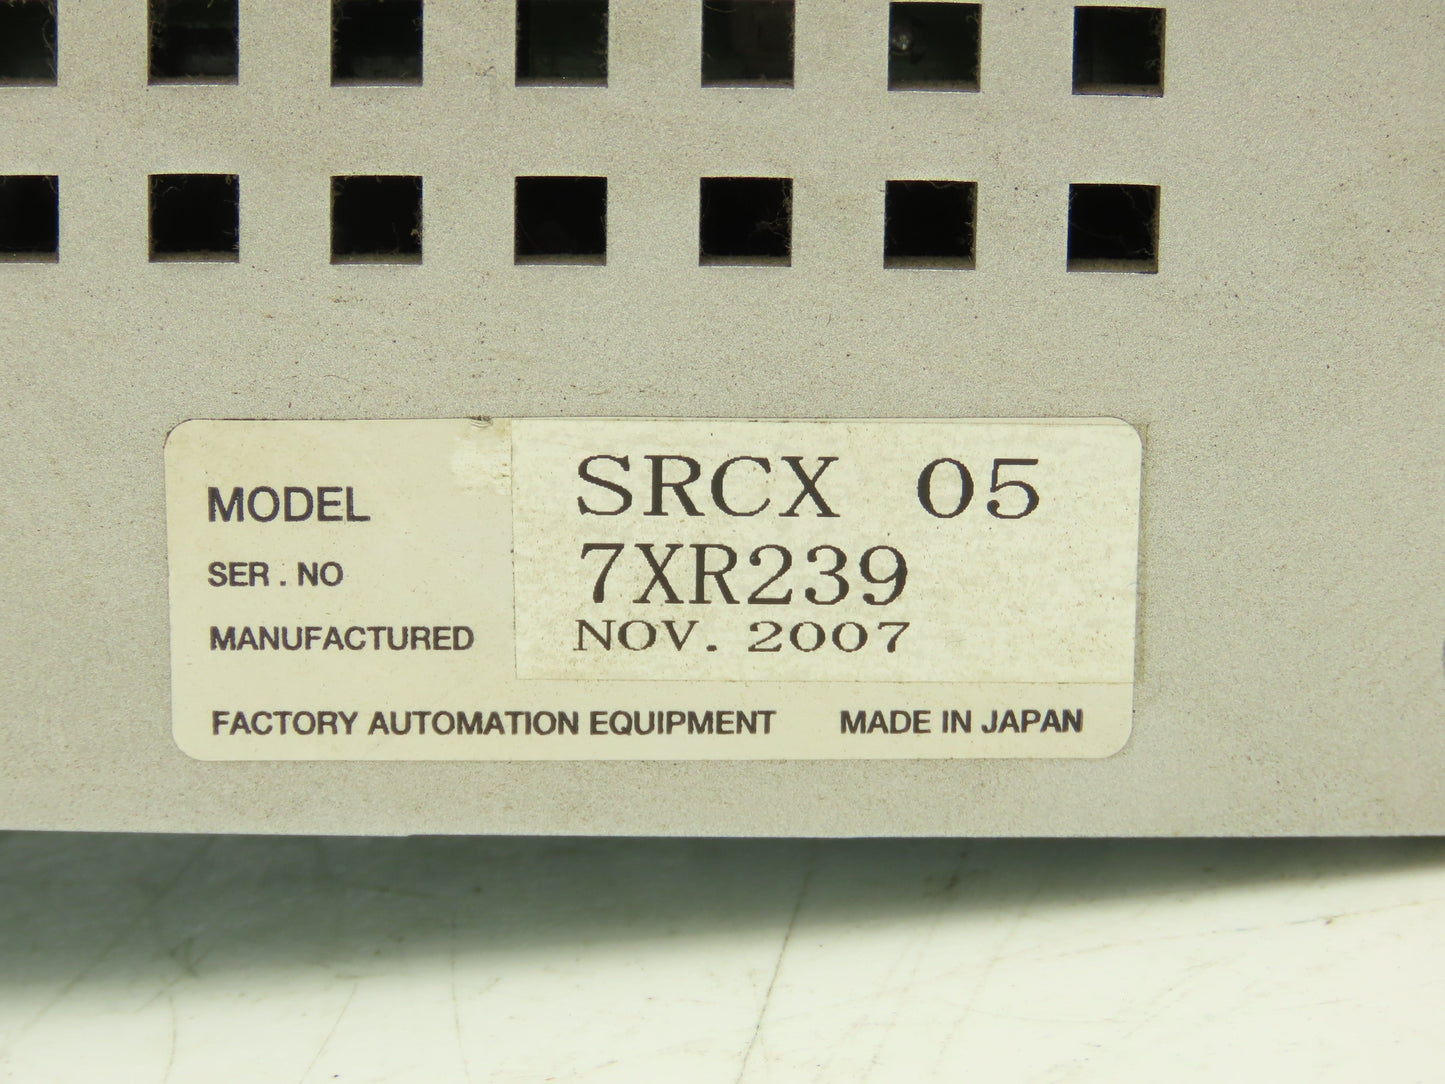 MODEL SRCX 05
SER. NO 7XR239
MANUFACTURED NOV. 2007
FACTORY AUTOMATION EQUIPMENT MADE IN JAPAN